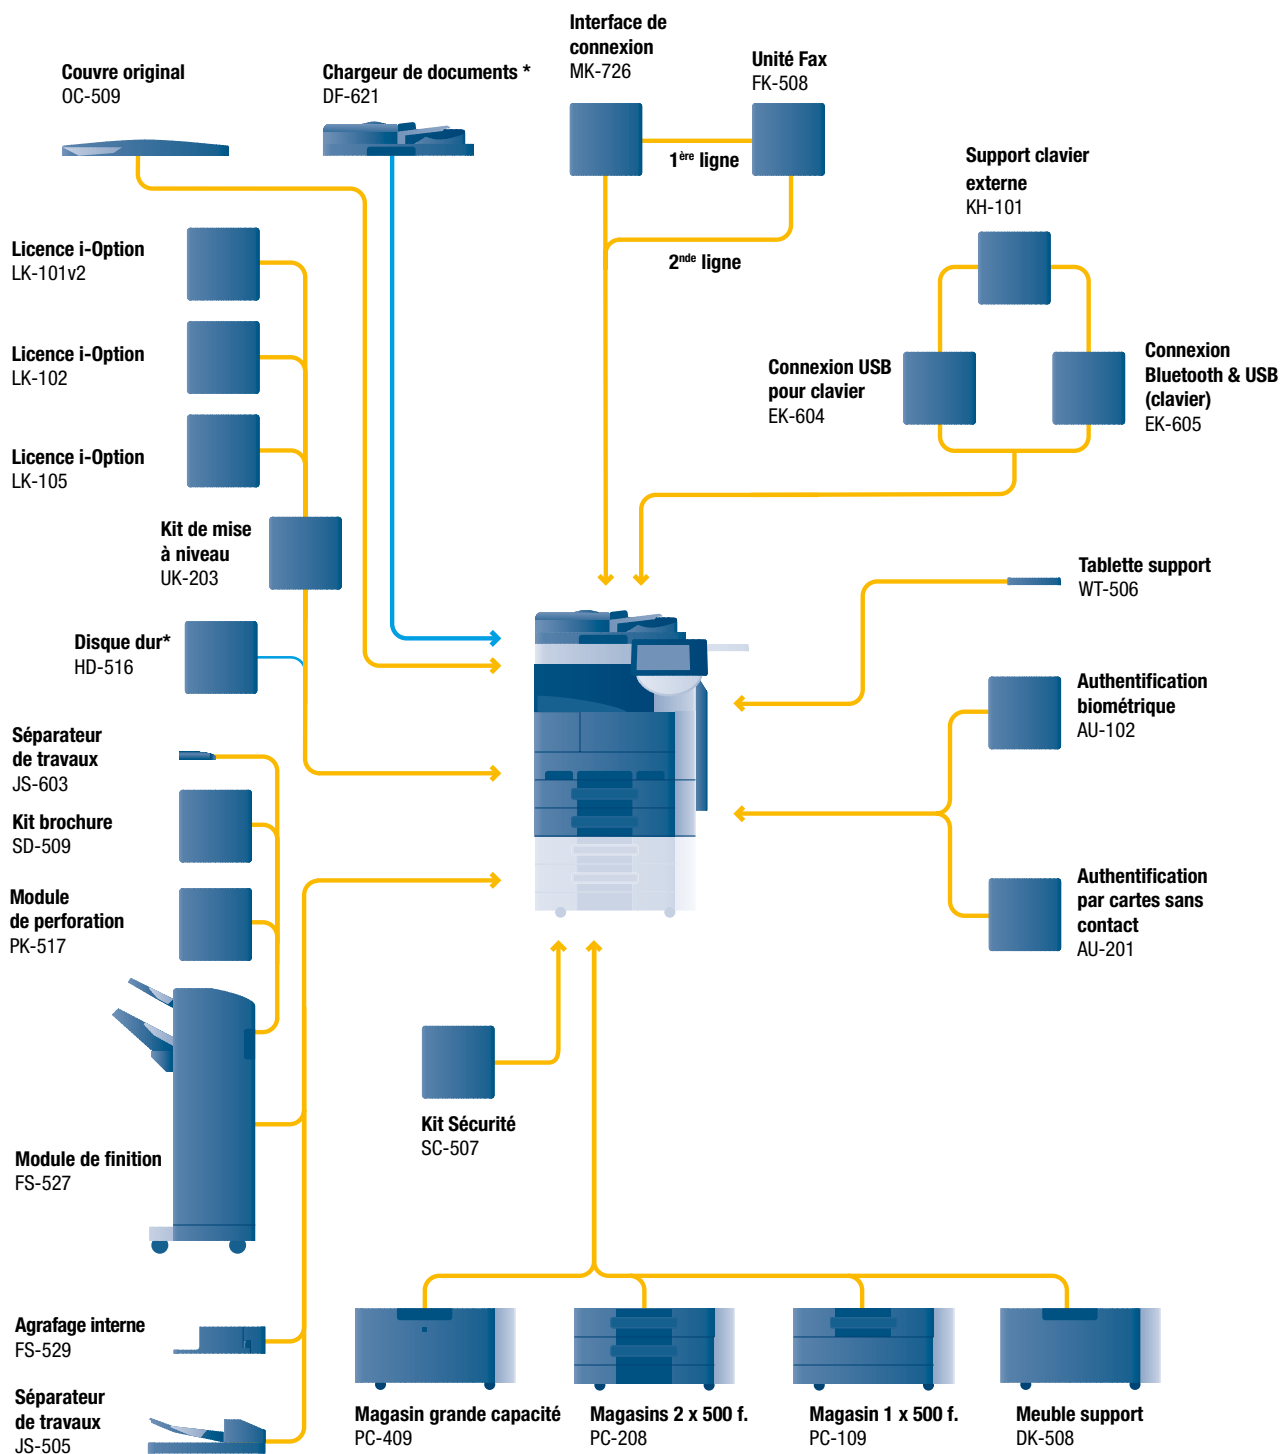 Interface de
connexion
MK-726
Unité Fax
FK-508
Couvre original
OC-509
Chargeur de documents *
DF-621
1ère ligne
2nde ligne
Support clavier
externe
KH-101
Licence i-Option
LK-101v2
Licence i-Option
LK-102
Licence i-Option
LK-105
Connexion USB
pour clavier
EK-604
Connexion
Bluetooth & USB
(clavier)
EK-605
Kit de mise
à niveau
UK-203
Tablette support
WT-506
Disque dur*
HD-516
Authentification
biométrique
AU-102
Séparateur
de travaux
JS-603
Kit brochure
SD-509
Module
de perforation
PK-517
Authentification
par cartes sans
contact
AU-201
Kit Sécurité
SC-507
Module de finition
FS-527
Agrafage interne
FS-529
Séparateur
de travaux
JS-505
Magasin grande capacité
PC-409
Magasins 2 x 500 f.
PC-208
Magasin 1 x 500 f.
PC-109
Meuble support
DK-508